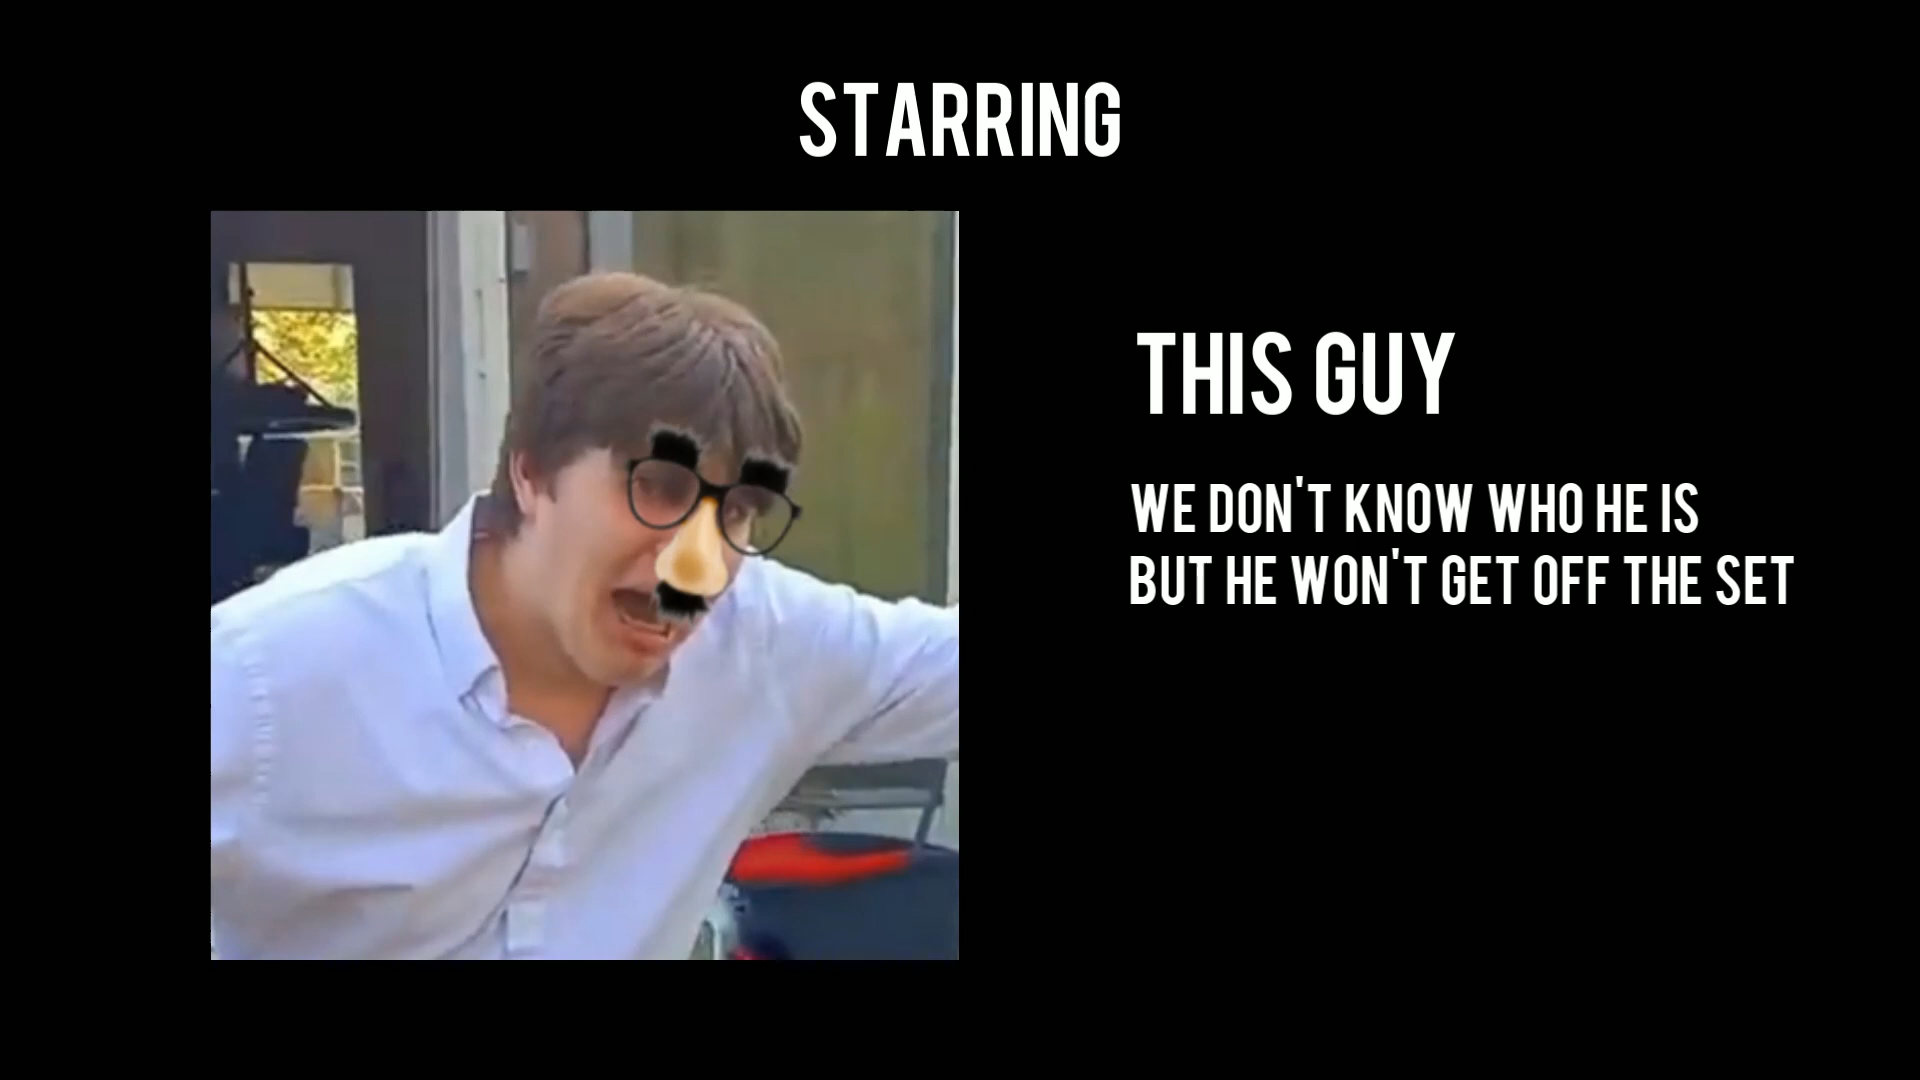 STARRING
THIS GUY
WE DON'T KNOW WHO HE IS
BUT HE WON'T GET OFF THE SET